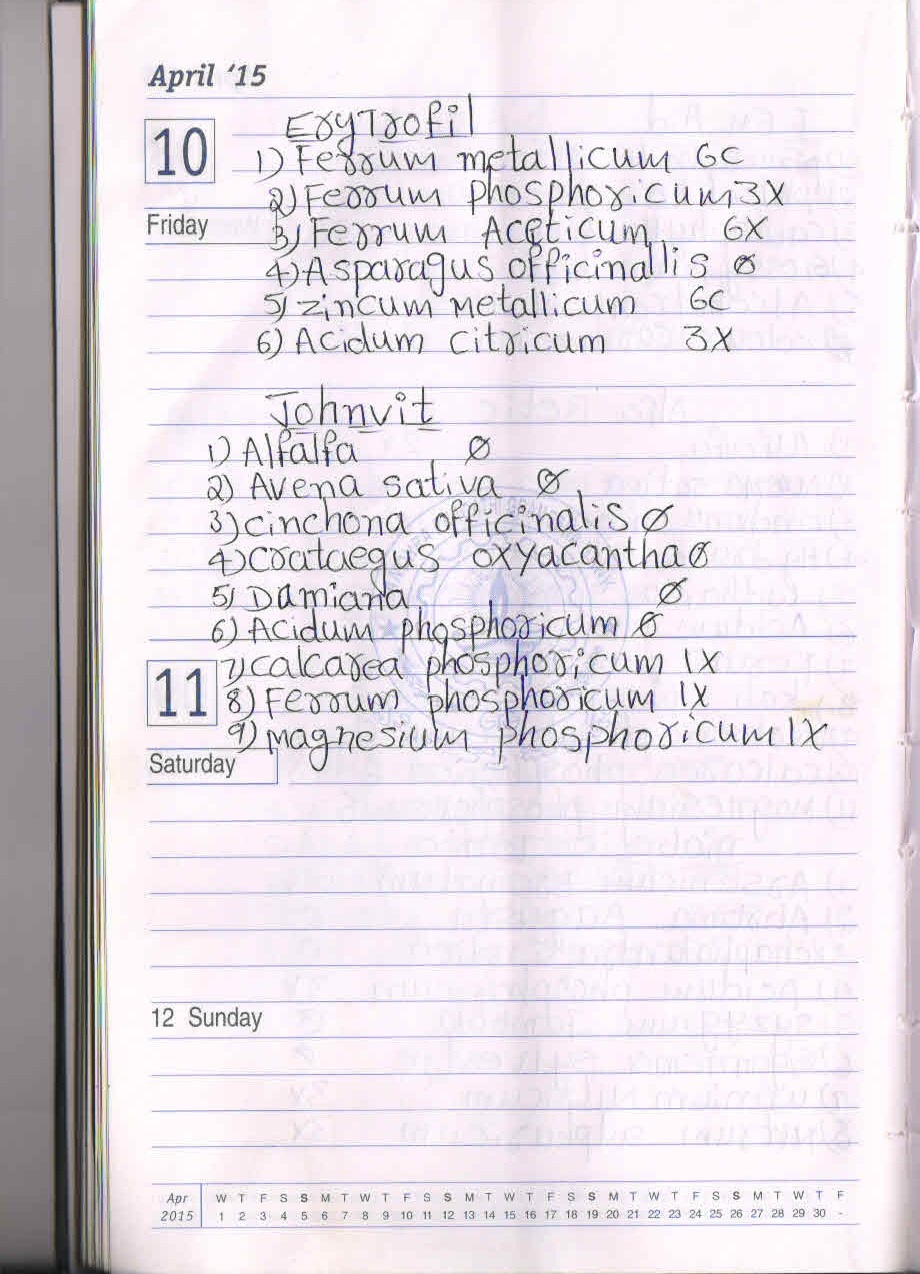 April '15
10
Friday
Erytrofil
1) Ferrum metallicum 6C
2) Ferrum phosphoricum 3X
3) Ferrum Aceticum 6X
4) Asparagus officinallis ø
5) Zincum Metallicum 6C
6) Acidum citricum 3X
Johnvit
1) Alfalfa ø
2) Avena sativa ø
3) cinchona officinalis ø
4) Crataegus oxyacantha ø
5) Damiana ø
6) Acidum phosphoricum ø
11
7) calcarea phosphoricum 1X
8) Ferrum phosphoricum 1X
9) magnesium phosphoricum 1X
Saturday
12 Sunday
Apr W T F S S M T W T F S S M T W T F S S M T W T F S S M T W T F
2015 1 2 3 4 5 6 7 8 9 10 11 12 13 14 15 16 17 18 19 20 21 22 23 24 25 26 27 28 29 30 -